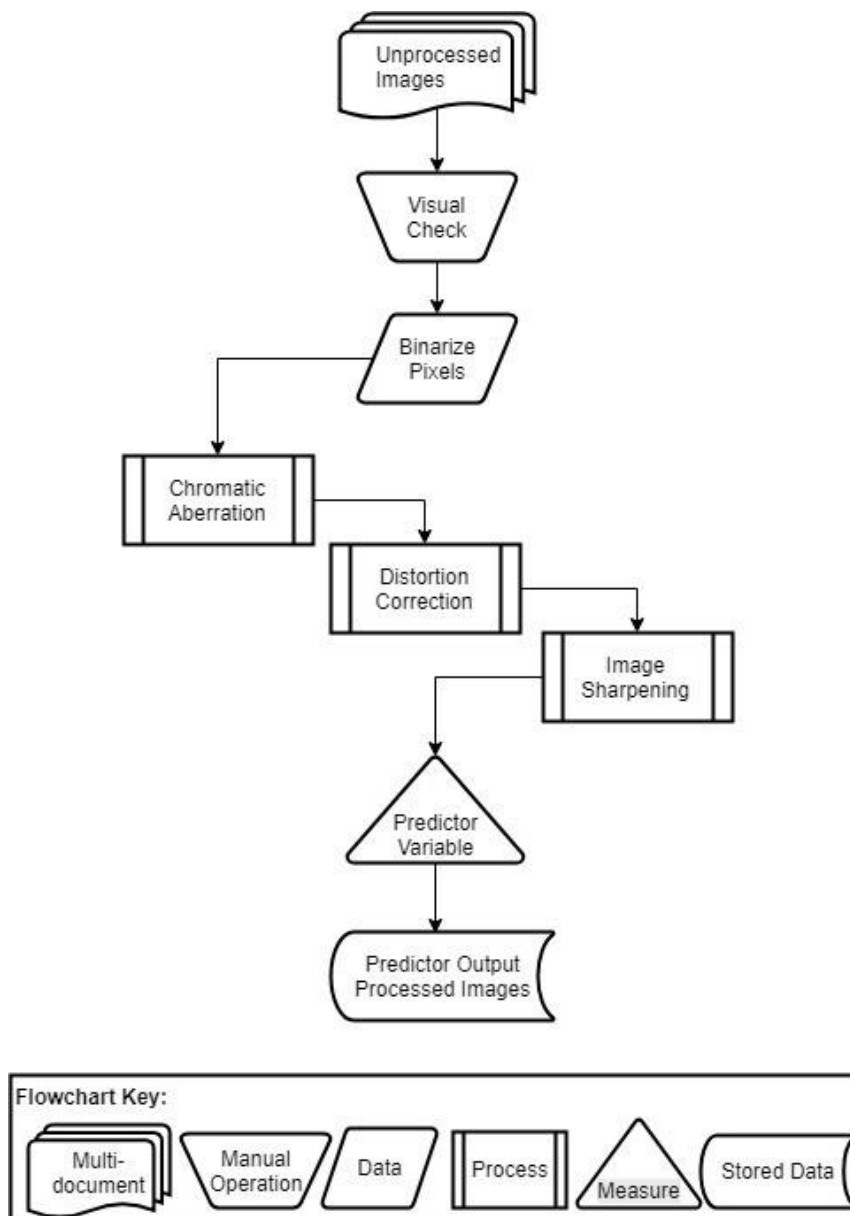 Unprocessed
Images
Visual
Check
Binarize
Pixels
Chromatic
Aberration
Distortion
Correction
Image
Sharpening
Predictor
Variable
Predictor Output
Processed Images
Flowchart Key:
Multi-
document
Manual
Operation
Data
Process
Measure
Stored Data